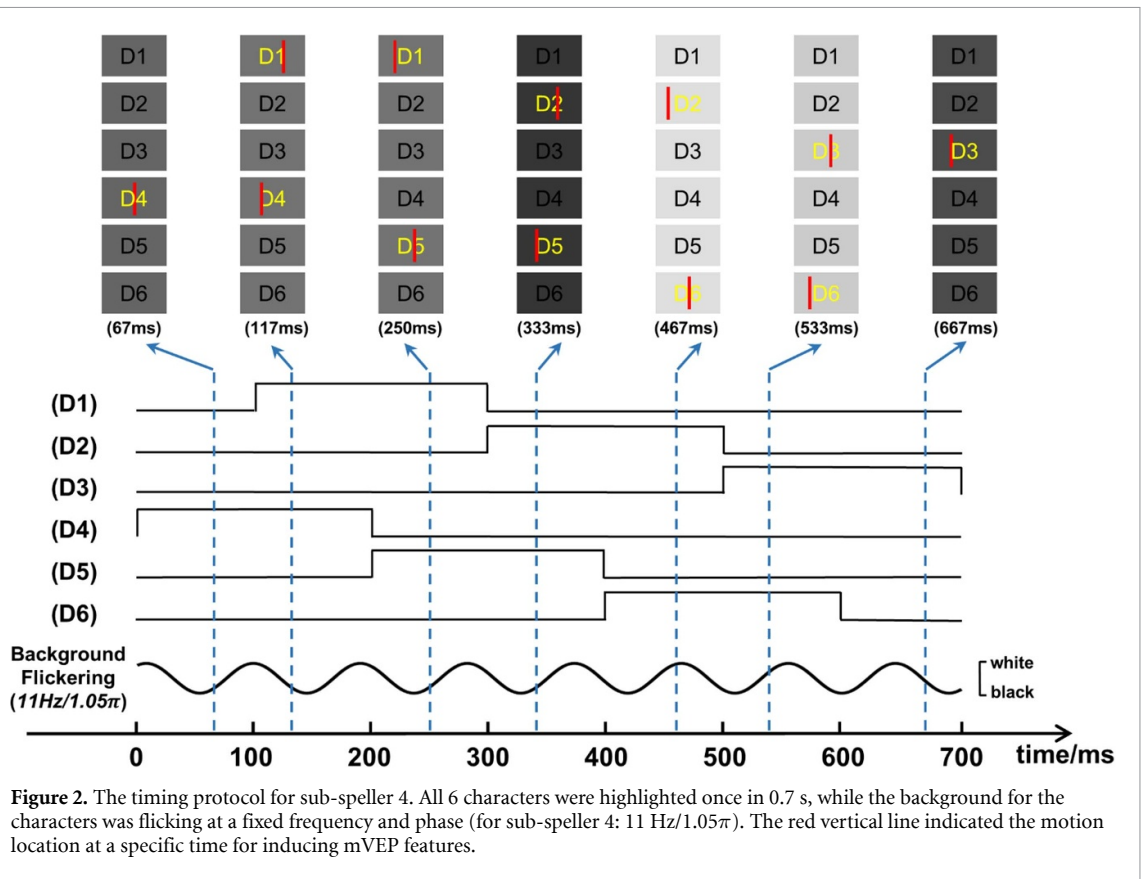 D1 D1 D1 D1 D1 D1 D1
D2 D2 D2 D2 D2 D2 D2
D3 D3 D3 D3 D3 D3 D3
D4 D4 D4 D4 D4 D4 D4
D5 D5 D5 D5 D5 D5 D5
D6 D6 D6 D6 D6 D6 D6
(67ms) (117ms) (250ms) (333ms) (467ms) (533ms) (667ms)
(D1)
(D2)
(D3)
(D4)
(D5)
(D6)
Background
Flickering
(11Hz/1.05π)
white
black
0 100 200 300 400 500 600 700 time/ms
Figure 2. The timing protocol for sub-speller 4. All 6 characters were highlighted once in 0.7 s, while the background for the
characters was flicking at a fixed frequency and phase (for sub-speller 4: 11 Hz/1.05π). The red vertical line indicated the motion
location at a specific time for inducing mVEP features.